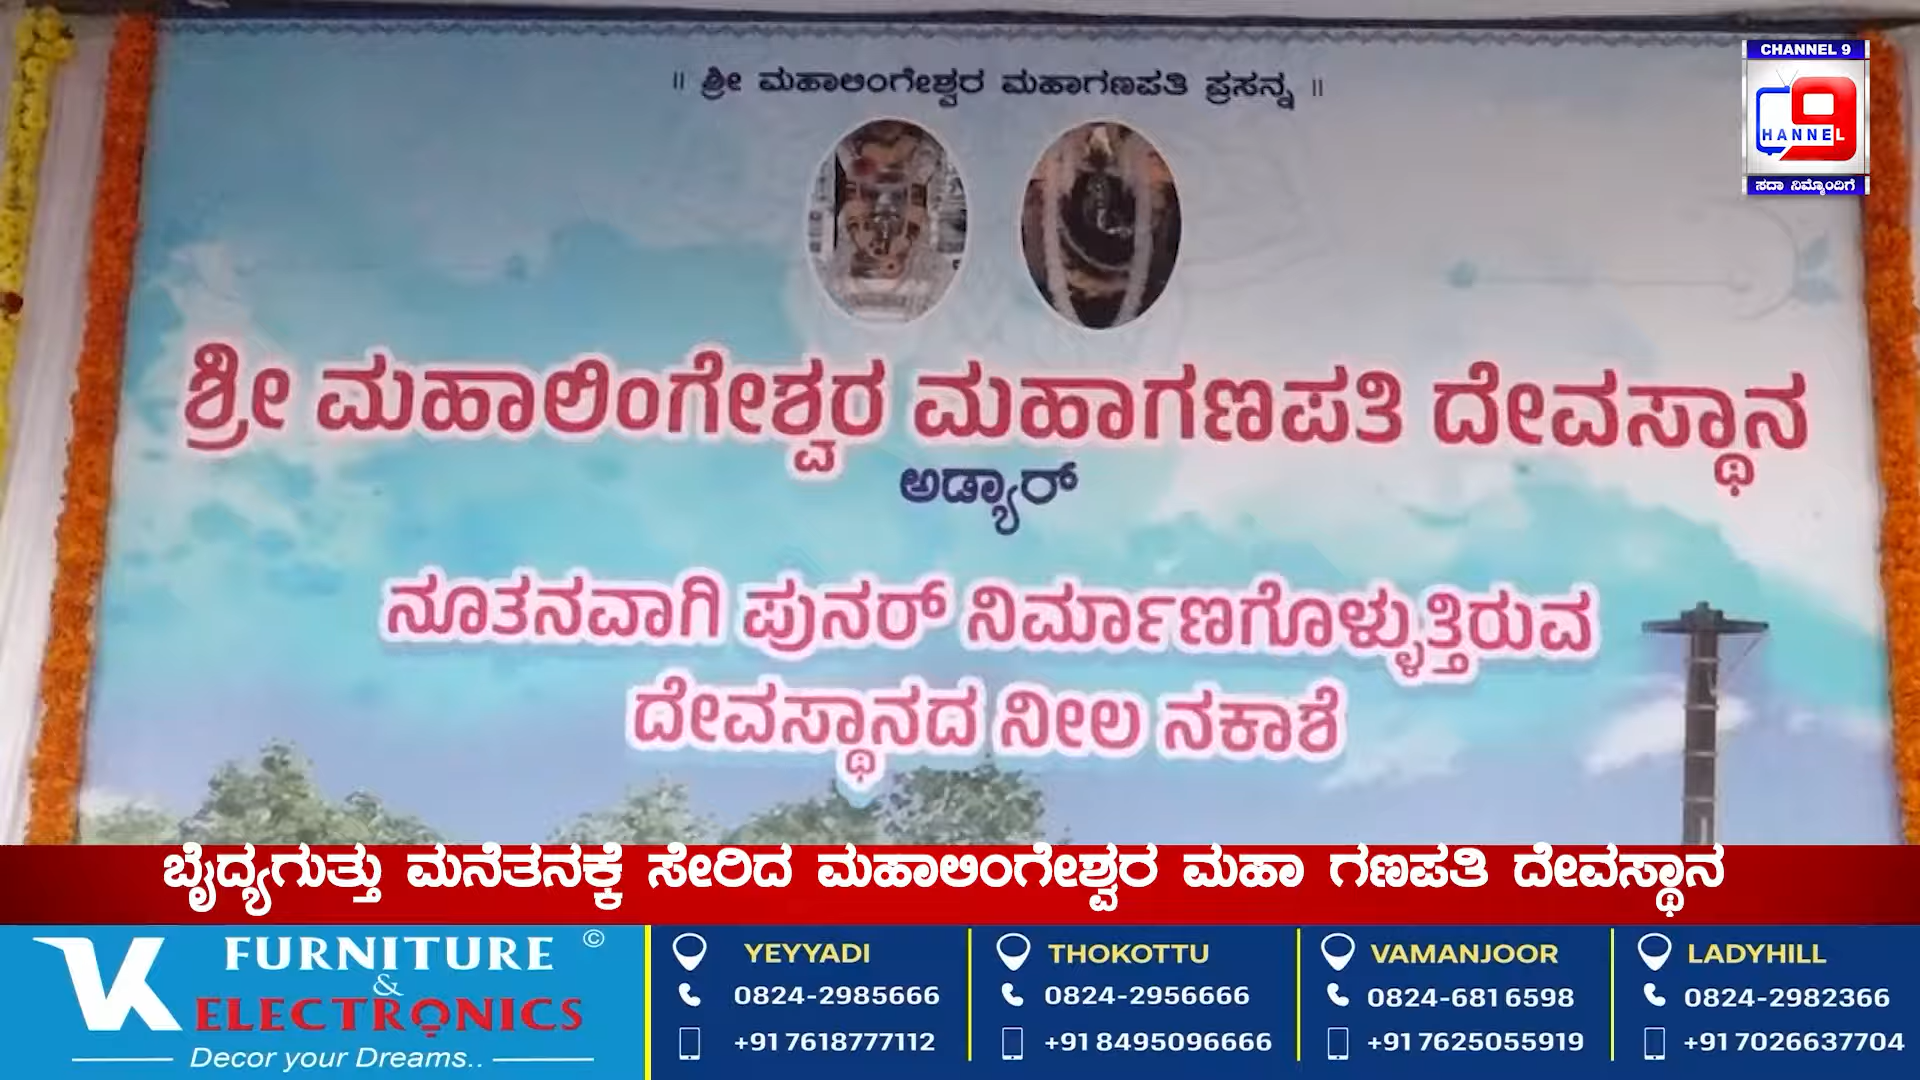 ॥ ಶ್ರೀ ಮಹಾಲಿಂಗೇಶ್ವರ ಮಹಾಗಣಪತಿ ಪ್ರಸನ್ನ ॥
CHANNEL 9
9
HANNEL
ಸದಾ ನಿಮ್ಮೊಂದಿಗೆ
ಶ್ರೀ ಮಹಾಲಿಂಗೇಶ್ವರ ಮಹಾಗಣಪತಿ ದೇವಸ್ಥಾನ
ಅಡ್ಯಾರ್
ನೂತನವಾಗಿ ಪುನರ್ ನಿರ್ಮಾಣಗೊಳ್ಳುತ್ತಿರುವ
ದೇವಸ್ಥಾನದ ನೀಲ ನಕಾಶೆ
ಬೈದ್ಯಗುತ್ತು ಮನೆತನಕ್ಕೆ ಸೇರಿದ ಮಹಾಲಿಂಗೇಶ್ವರ ಮಹಾ ಗಣಪತಿ ದೇವಸ್ಥಾನ
VK FURNITURE ©
&
ELECTRONICS
Decor your Dreams..
YEYYADI
0824-2985666
+91 7618777112
THOKOTTU
0824-2956666
+91 8495096666
VAMANJOOR
0824-681 6598
+91 7625055919
LADYHILL
0824-2982366
+91 7026637704